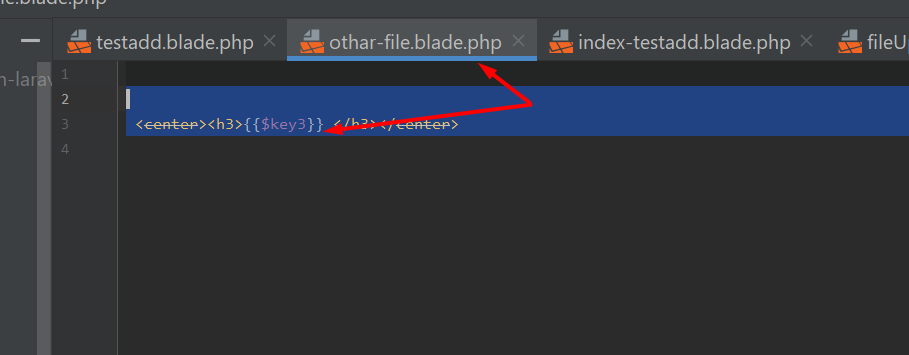 le.blade.php
testadd.blade.php othar-file.blade.php index-testadd.blade.php fileU
n-larav
1
2
3 <center><h3>{{$key3}} </h3></center>
4